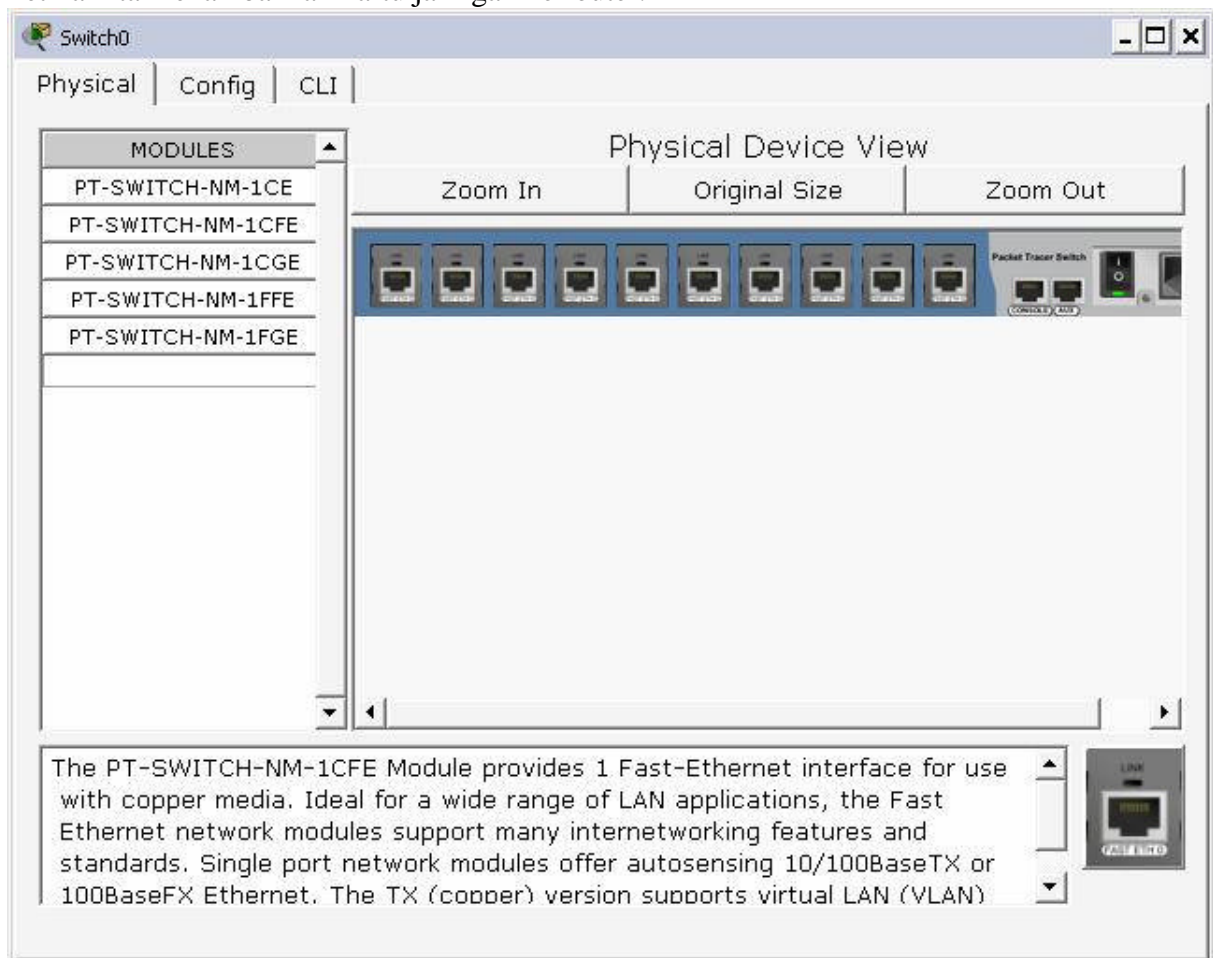 Switch0
Physical Config CLI
MODULES
PT-SWITCH-NM-1CE
PT-SWITCH-NM-1CFE
PT-SWITCH-NM-1CGE
PT-SWITCH-NM-1FFE
PT-SWITCH-NM-1FGE
Physical Device View
Zoom In Original Size Zoom Out
Packet Tracer Switch
CONSOLE AUX
The PT-SWITCH-NM-1CFE Module provides 1 Fast-Ethernet interface for use
with copper media. Ideal for a wide range of LAN applications, the Fast
Ethernet network modules support many internetworking features and
standards. Single port network modules offer autosensing 10/100BaseTX or
100BaseFX Ethernet. The TX (copper) version supports virtual LAN (VLAN)
LINK
FAST ETH 0